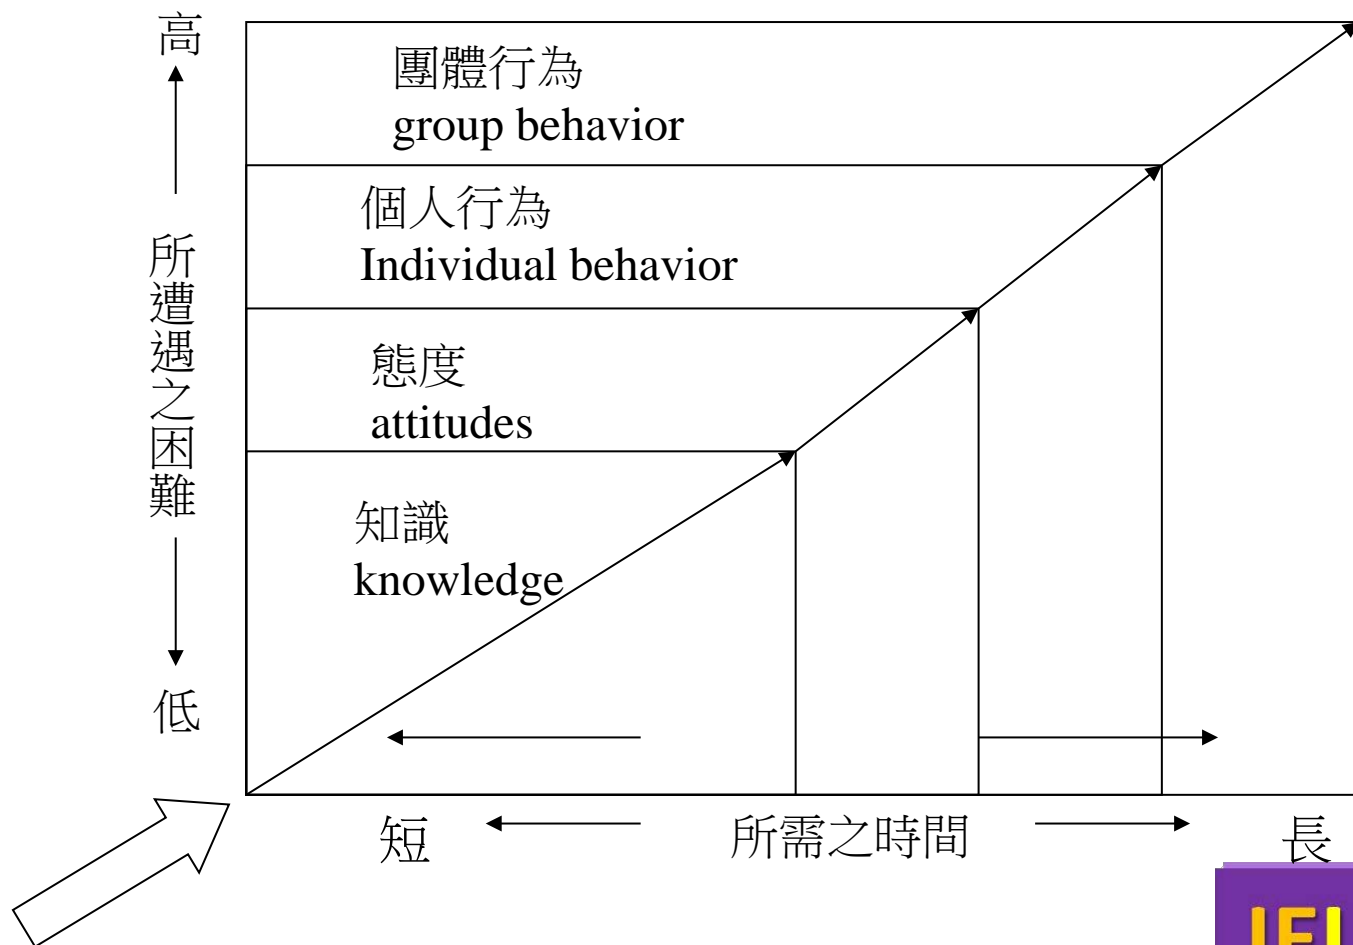 高
團體行為
group behavior
個人行為
Individual behavior
所遭遇之困難
態度
attitudes
知識
knowledge
低
短
所需之時間
長